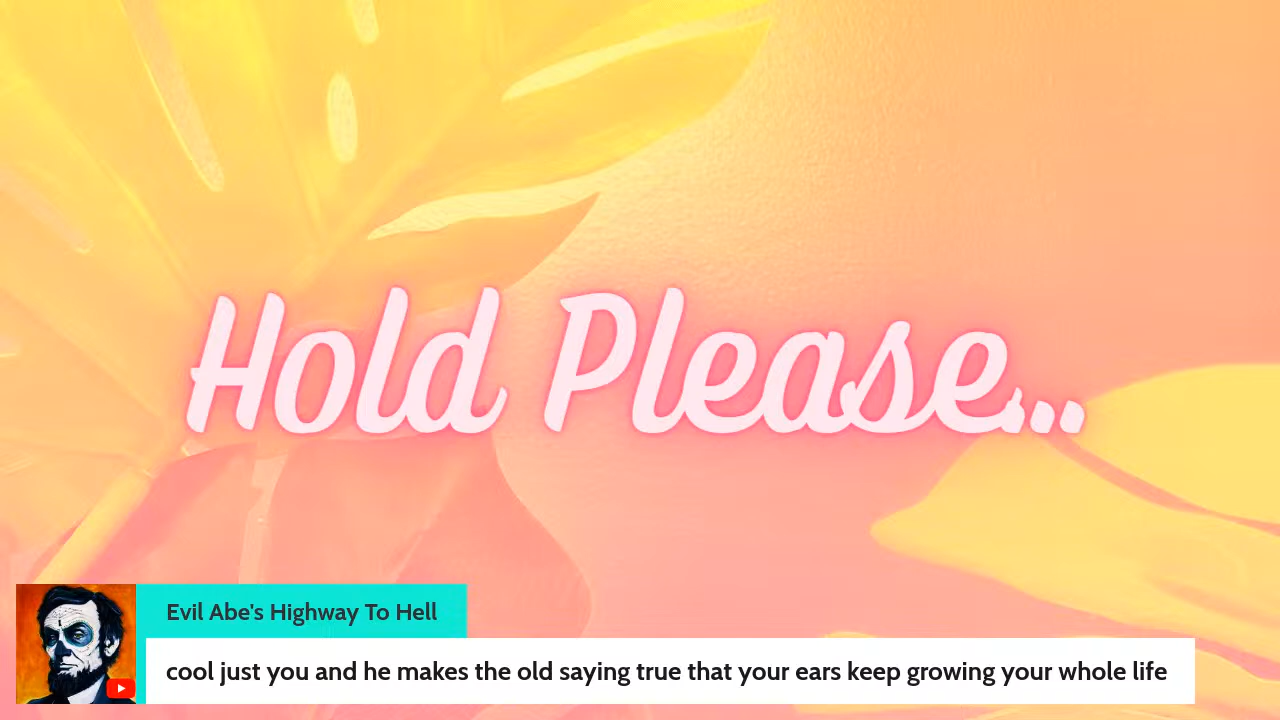 Hold Please...
Evil Abe's Highway To Hell
cool just you and he makes the old saying true that your ears keep growing your whole life